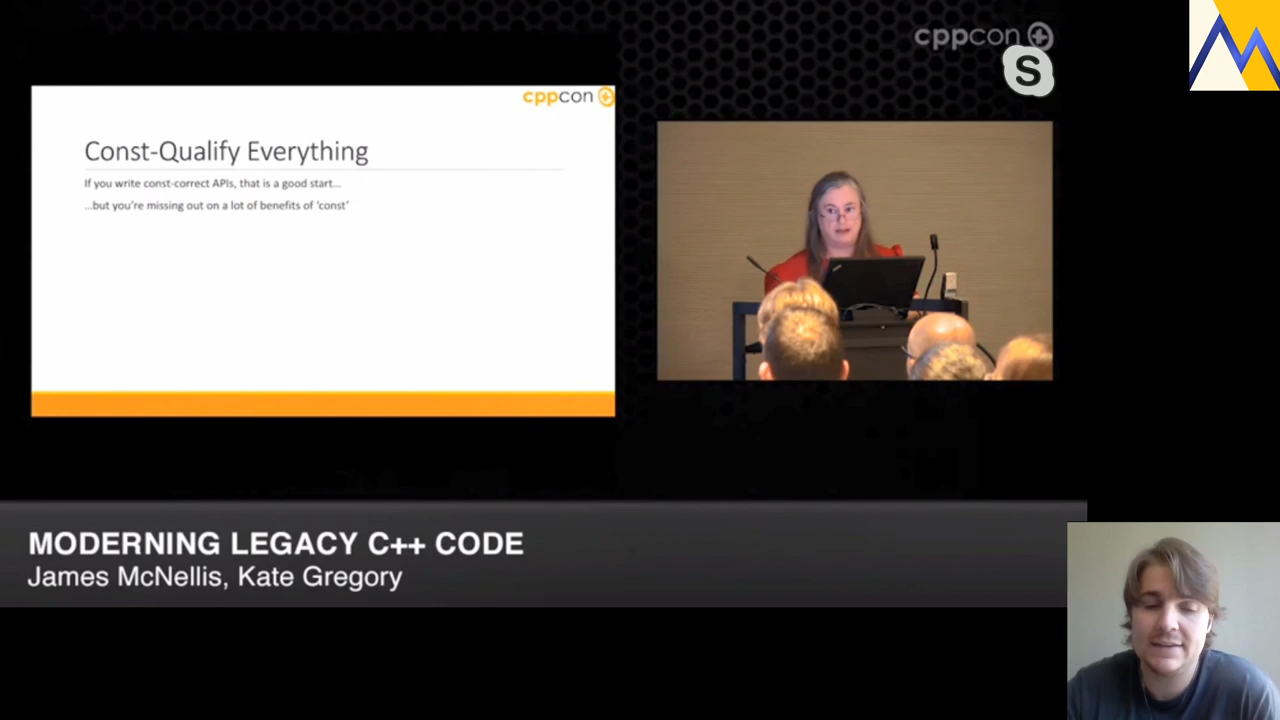 cppcon
S
cppcon
Const-Qualify Everything
If you write const-correct APIs, that is a good start...
...but you're missing out on a lot of benefits of 'const'
MODERNING LEGACY C++ CODE
James McNellis, Kate Gregory